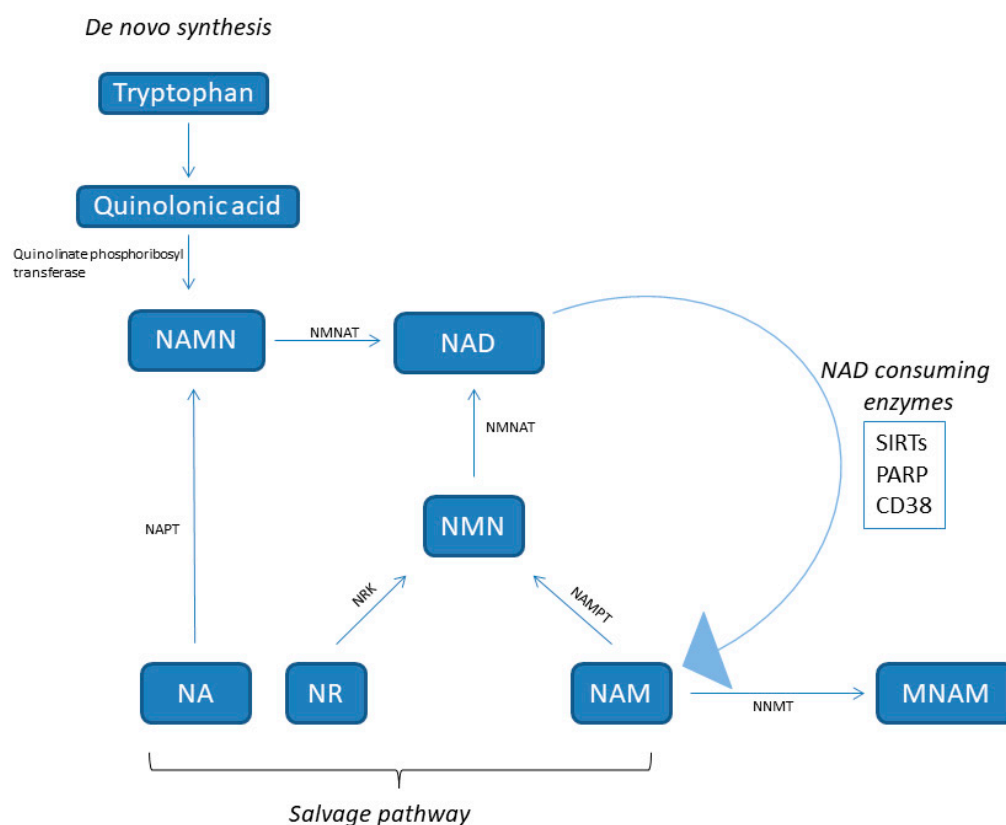 De novo synthesis
Tryptophan
Quinolonic acid
Quinolinate phosphoribosyl
transferase
NAMN
NMNAT
NAD
NAD consuming
enzymes
SIRTs
PARP
CD38
NMNAT
NMN
NAPT
NRK
NAMPT
NA
NR
NAM
NNMT
MNAM
Salvage pathway